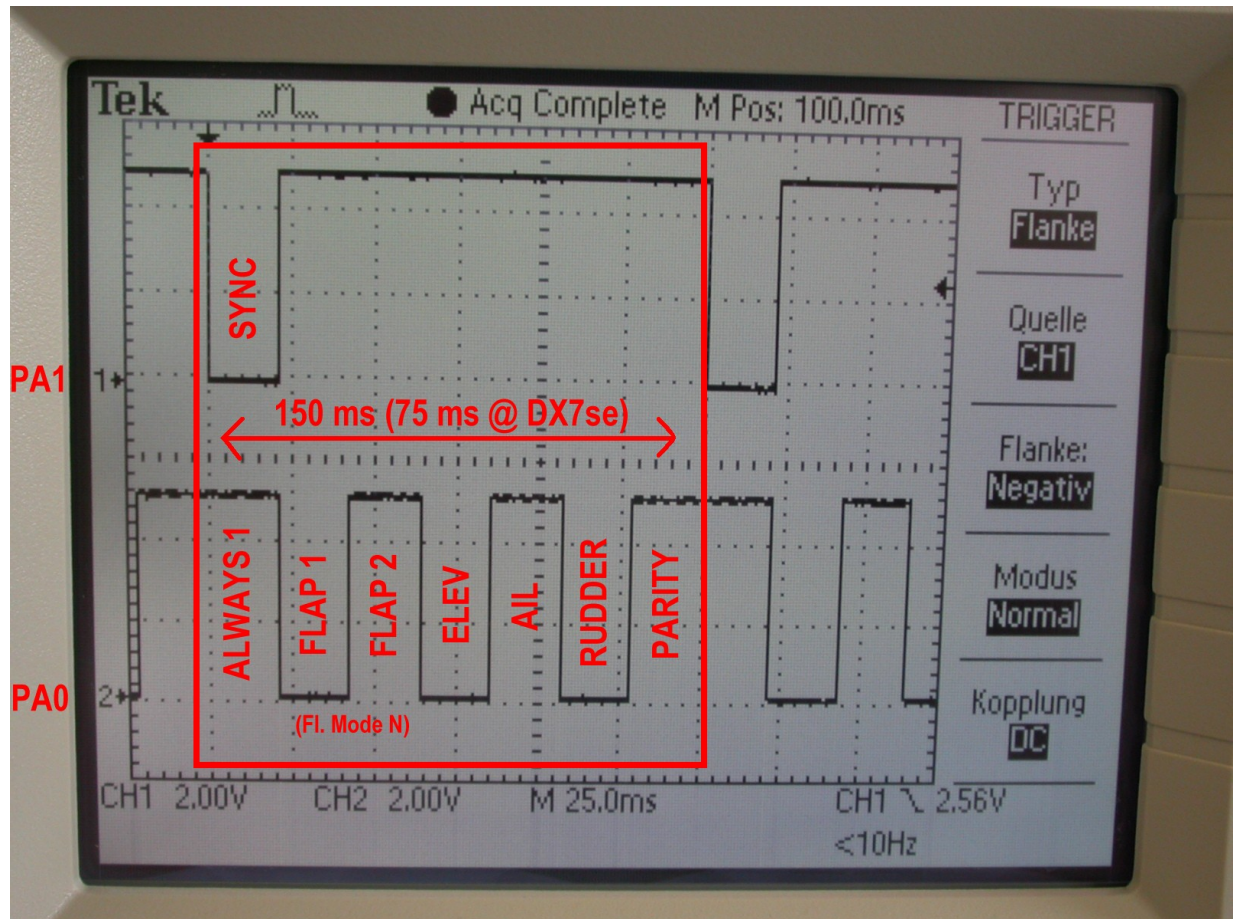 Tek
Acq Complete
M Pos: 100.0ms
TRIGGER
Typ
Flanke
Quelle
CH1
Flanke:
Negativ
Modus
Normal
Kopplung
DC
SYNC
PA1
1
150 ms (75 ms @ DX7se)
ALWAYS 1
FLAP 1
FLAP 2
ELEV
AIL
RUDDER
PARITY
PA0
2
(Fl. Mode N)
CH1 2.00V
CH2 2.00V
M 25.0ms
CH1
2.56V
<10Hz